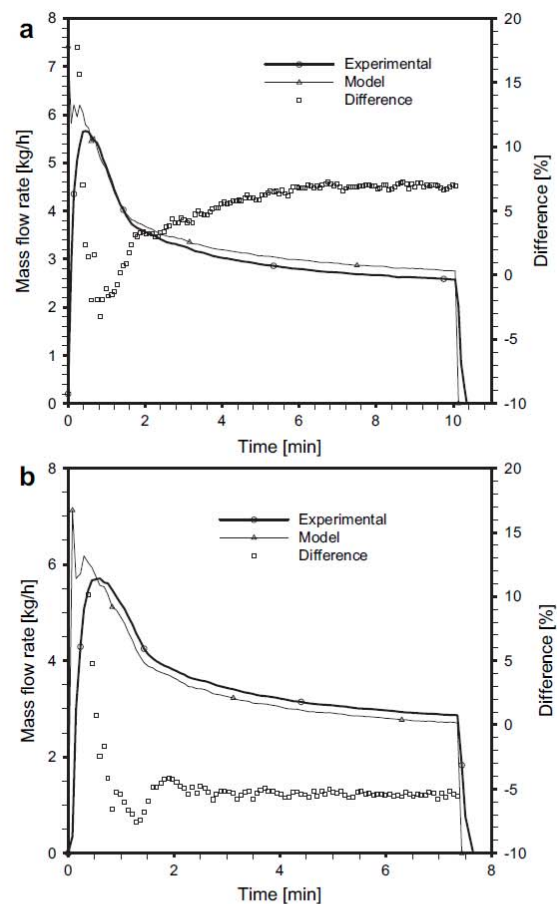 a
8
7
6
5
4
3
2
1
0
Mass flow rate [kg/h]
Experimental
Model
Difference
20
15
10
5
0
-5
-10
Difference [%]
0 2 4 6 8 10
Time [min]
b
8
6
4
2
0
Mass flow rate [kg/h]
Experimental
Model
Difference
20
15
10
5
0
-5
-10
Difference [%]
0 2 4 6 8
Time [min]